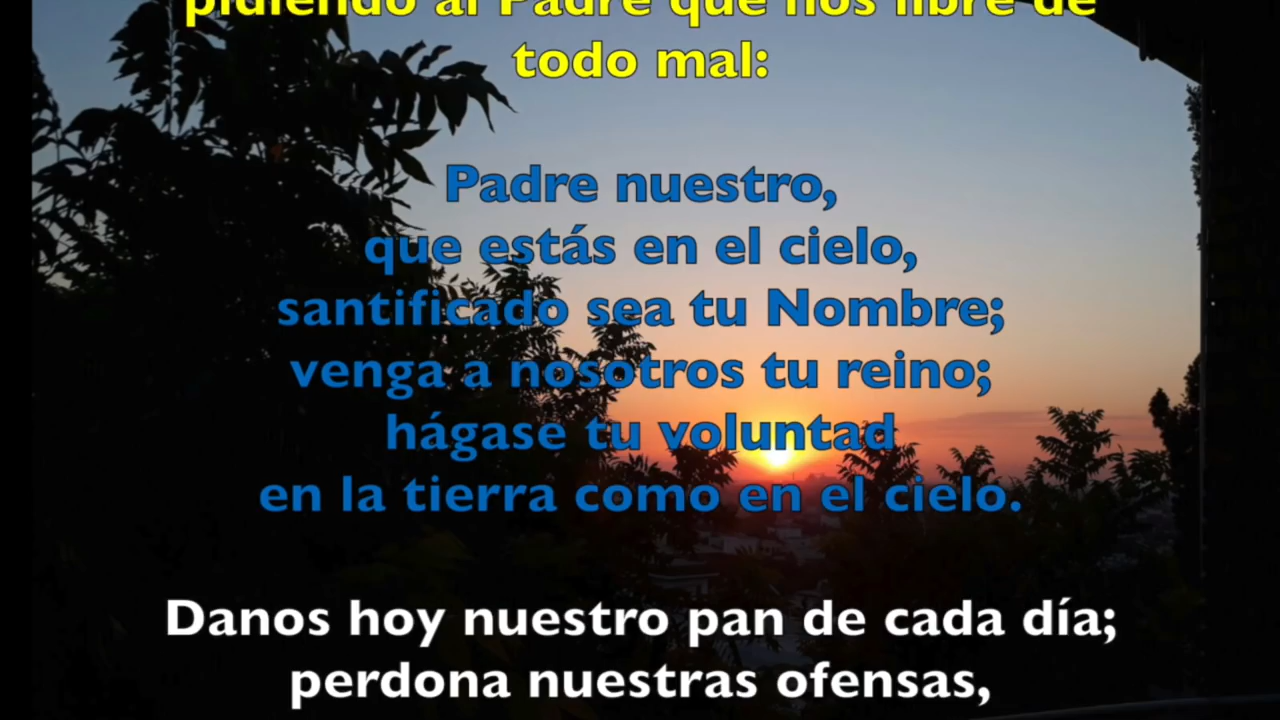 pidiendo al Padre que nos libre de
todo mal:
Padre nuestro,
que estás en el cielo,
santificado sea tu Nombre;
venga a nosotros tu reino;
hágase tu voluntad
en la tierra como en el cielo.
Danos hoy nuestro pan de cada día;
perdona nuestras ofensas,